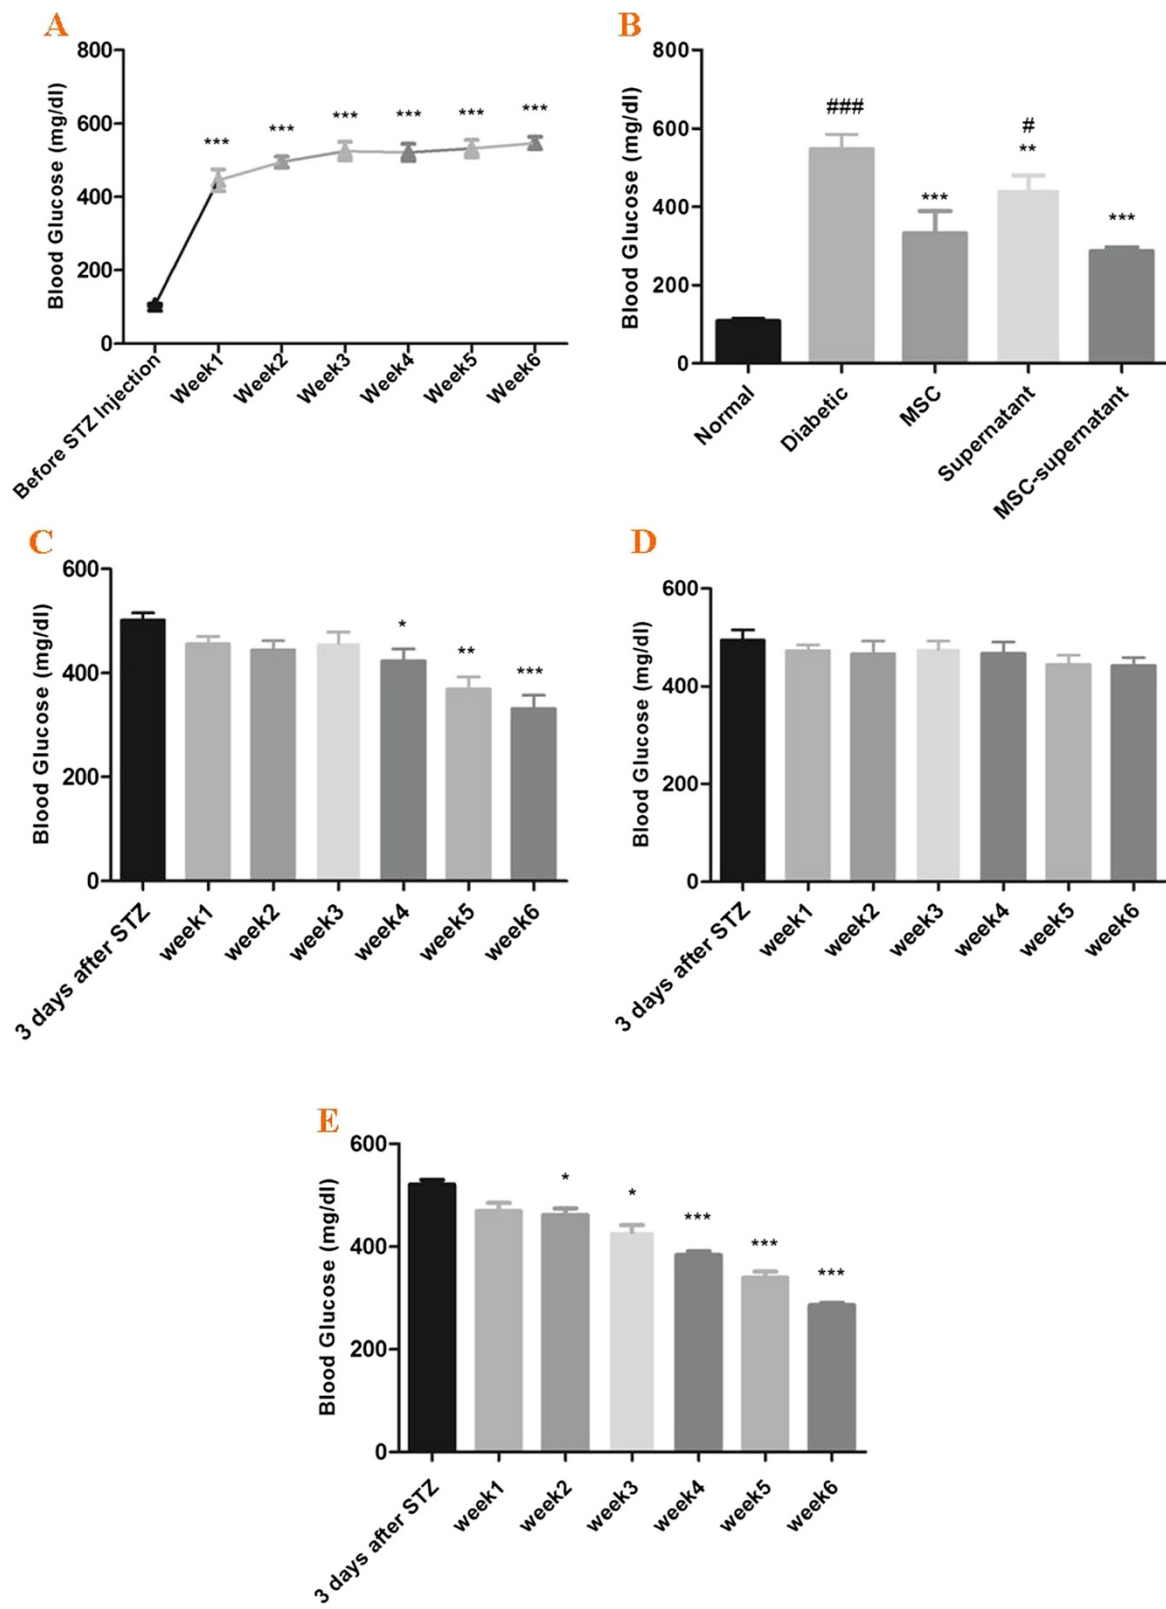 A
Blood Glucose (mg/dl)
800
600
400
200
0
***
***
***
***
***
***
Before STZ Injection
Week1
Week2
Week3
Week4
Week5
Week6
B
Blood Glucose (mg/dl)
800
600
400
200
0
###
***
#
**
***
Normal
Diabetic
MSC
Supernatant
MSC-supernatant
C
Blood Glucose (mg/dl)
600
400
200
0
*
**
***
3 days after STZ
week1
week2
week3
week4
week5
week6
D
Blood Glucose (mg/dl)
600
400
200
0
3 days after STZ
week1
week2
week3
week4
week5
week6
E
Blood Glucose (mg/dl)
600
400
200
0
*
*
***
***
***
3 days after STZ
week1
week2
week3
week4
week5
week6